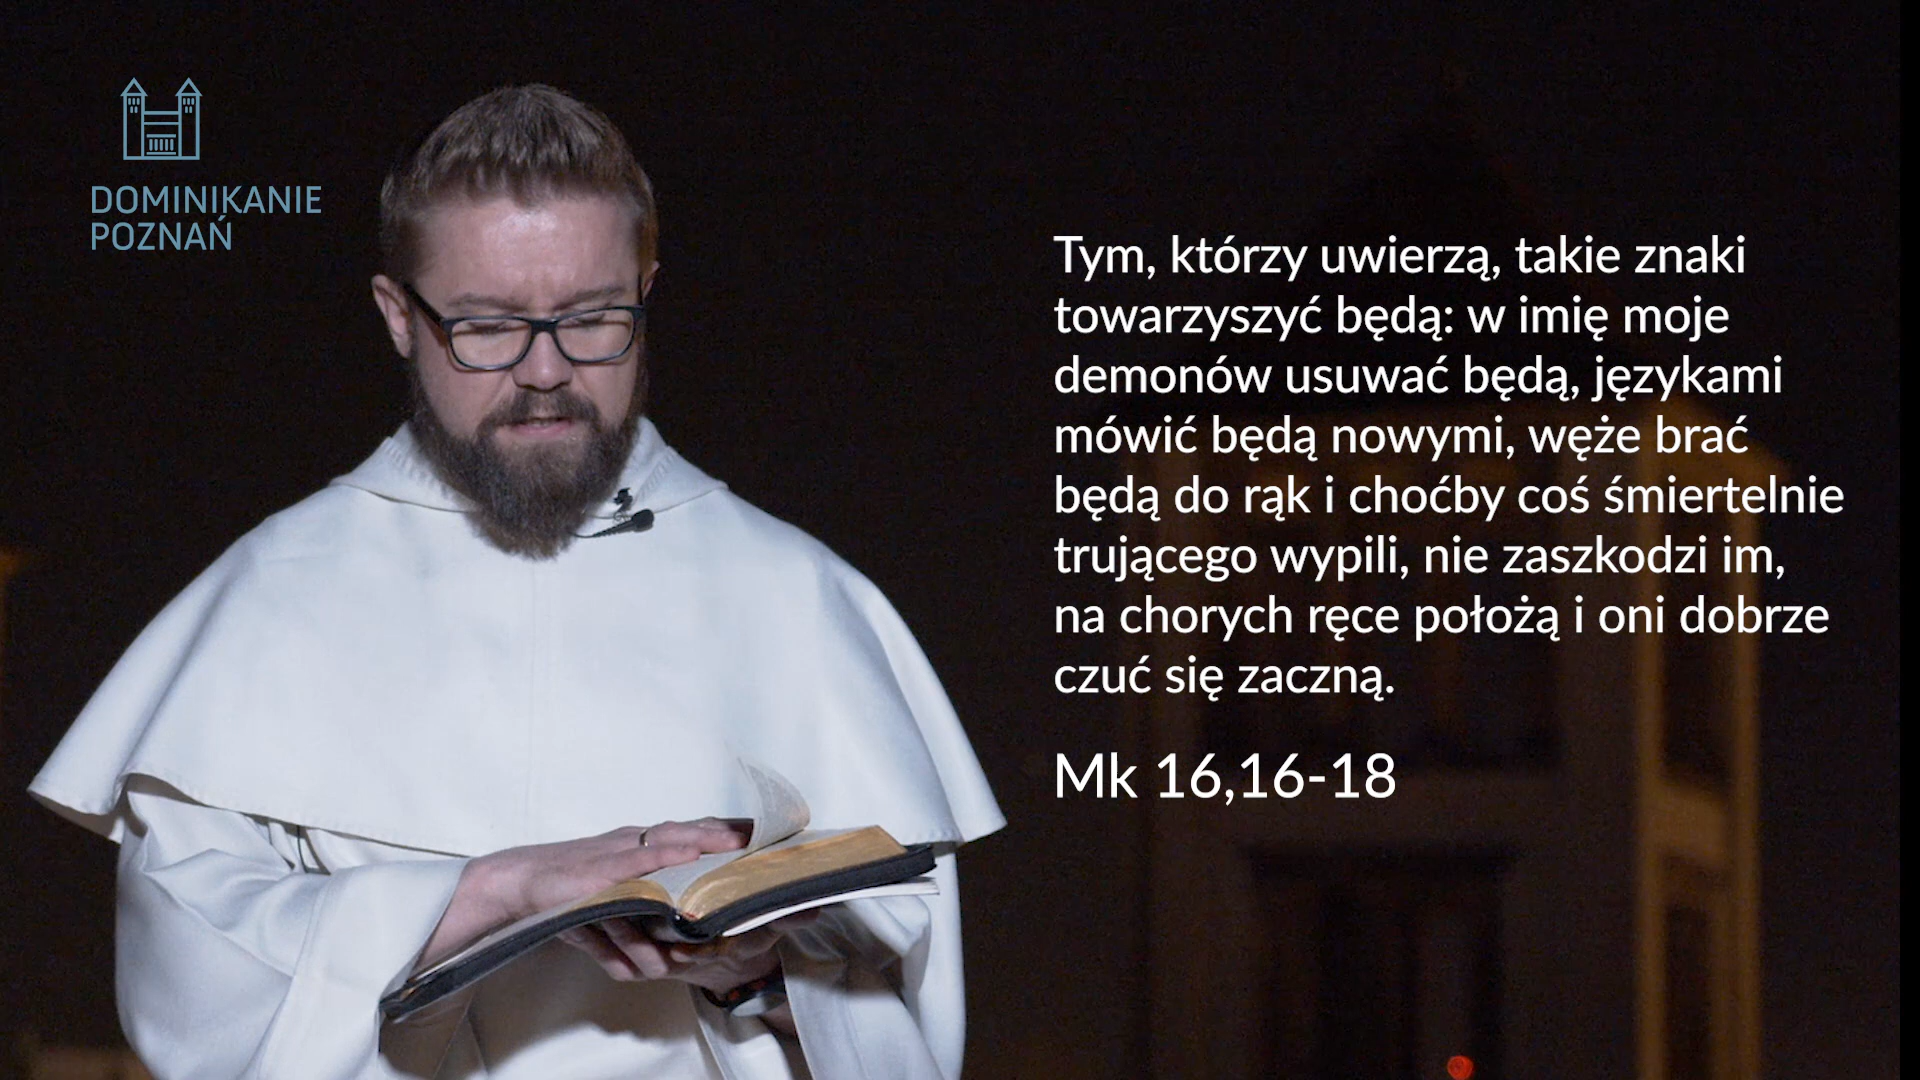 DOMINIKANIE
POZNAŃ
Tym, którzy uwierzą, takie znaki
towarzyszyć będą: w imię moje
demonów usuwać będą, językami
mówić będą nowymi, węże brać
będą do rąk i choćby coś śmiertelnie
trującego wypili, nie zaszkodzi im,
na chorych ręce położą i oni dobrze
czuć się zaczną.
Mk 16,16-18